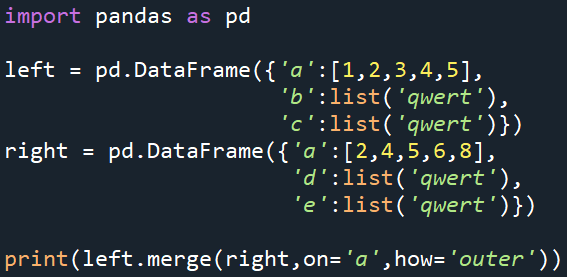 import pandas as pd
left = pd.DataFrame({'a':[1,2,3,4,5],
'b':list('qwert'),
'c':list('qwert')})
right = pd.DataFrame({'a':[2,4,5,6,8],
'd':list('qwert'),
'e':list('qwert')})
print(left.merge(right,on='a',how='outer'))